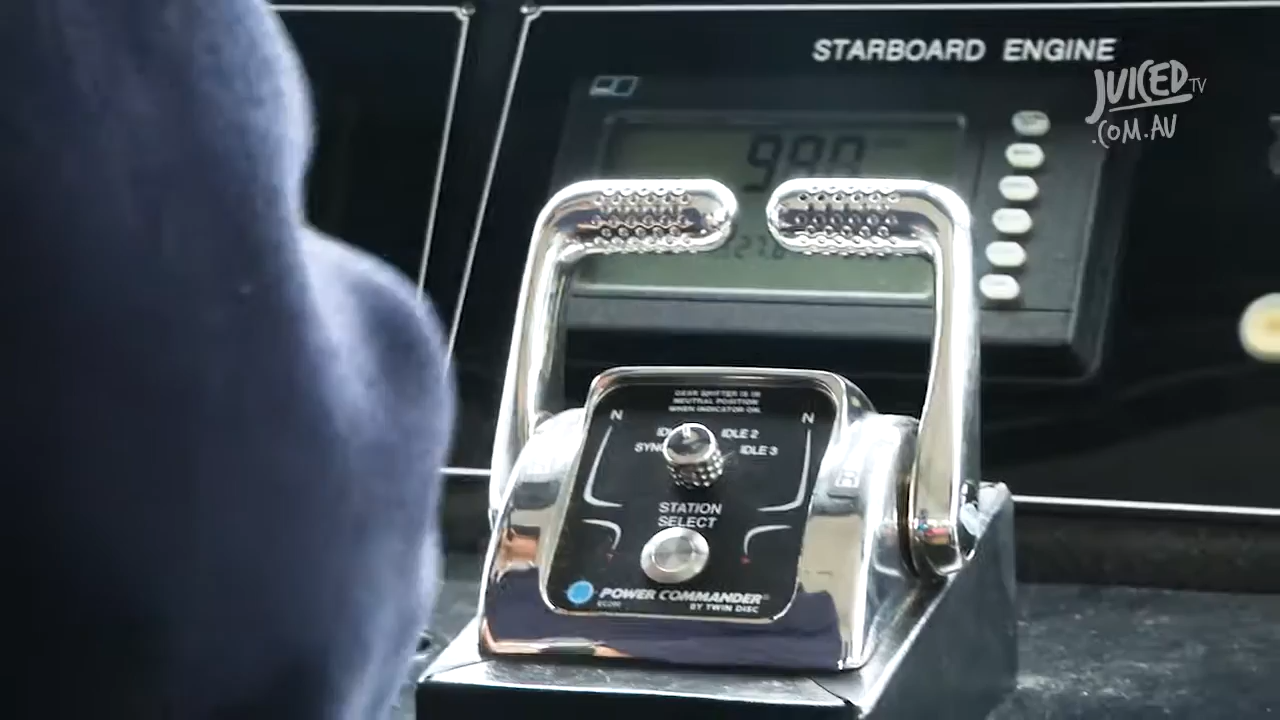 STARBOARD ENGINE
JUICED TV
.COM.AU
GEAR SHIFTER IS IN
NEUTRAL POSITION
WHEN INDICATOR ON
N
N
IDLE 2
SYNC
IDLE 3
STATION
SELECT
POWER COMMANDER
BY TWIN DISC